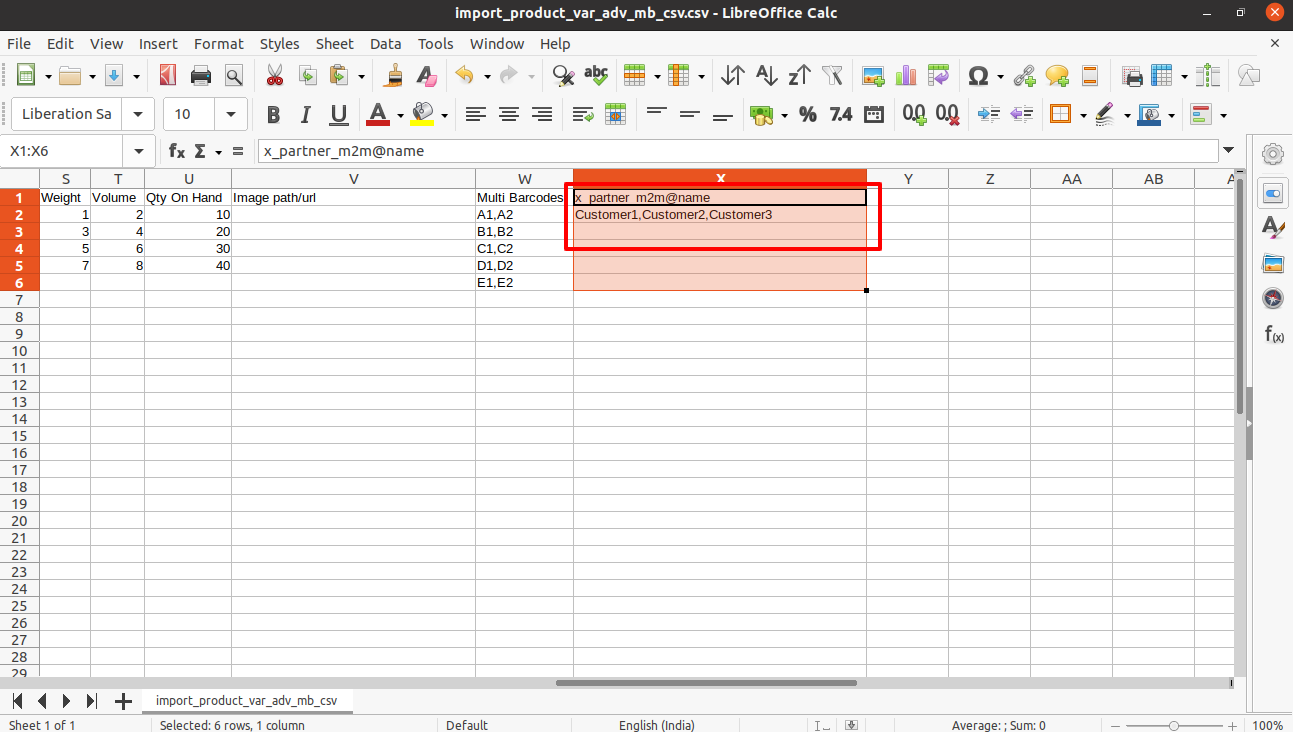 import_product_var_adv_mb_csv.csv - LibreOffice Calc
File Edit View Insert Format Styles Sheet Data Tools Window Help
Liberation Sa 10
X1:X6 x_partner_m2m@name
S T U V W X Y Z AA AB A
1 Weight Volume Qty On Hand Image path/url Multi Barcodes x_partner_m2m@name
2 1 2 10 A1,A2 Customer1,Customer2,Customer3
3 3 4 20 B1,B2
4 5 6 30 C1,C2
5 7 8 40 D1,D2
6 E1,E2
7
8
9
10
11
12
13
14
15
16
17
18
19
20
21
22
23
24
25
26
27
28
29
import_product_var_adv_mb_csv
Sheet 1 of 1 Selected: 6 rows, 1 column Default English (India) Average: ; Sum: 0 100%